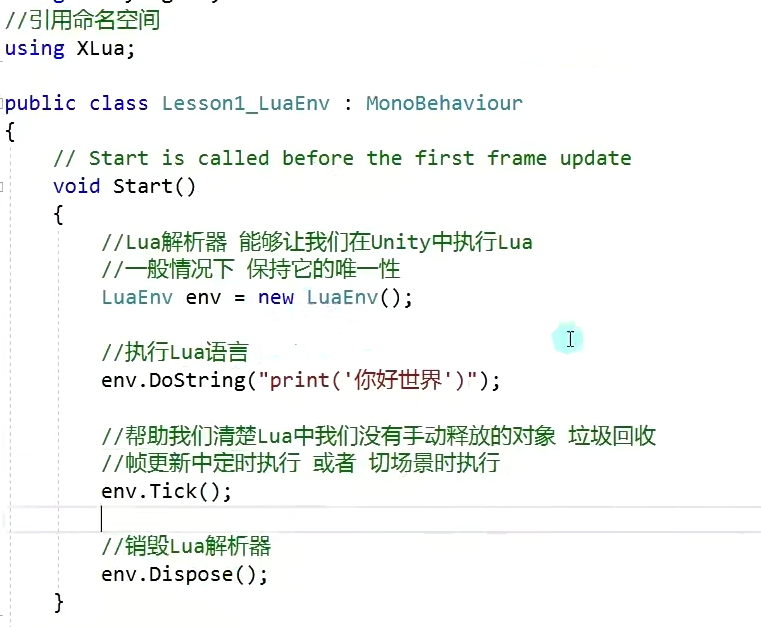 //引用命名空间
using XLua;
public class Lesson1_LuaEnv : MonoBehaviour
{
// Start is called before the first frame update
void Start()
{
//Lua解析器 能够让我们在Unity中执行Lua
//一般情况下 保持它的唯一性
LuaEnv env = new LuaEnv();
//执行Lua语言
env.DoString("print('你好世界')");
//帮助我们清楚Lua中我们没有手动释放的对象 垃圾回收
//帧更新中定时执行 或者 切场景时执行
env.Tick();
//销毁Lua解析器
env.Dispose();
}